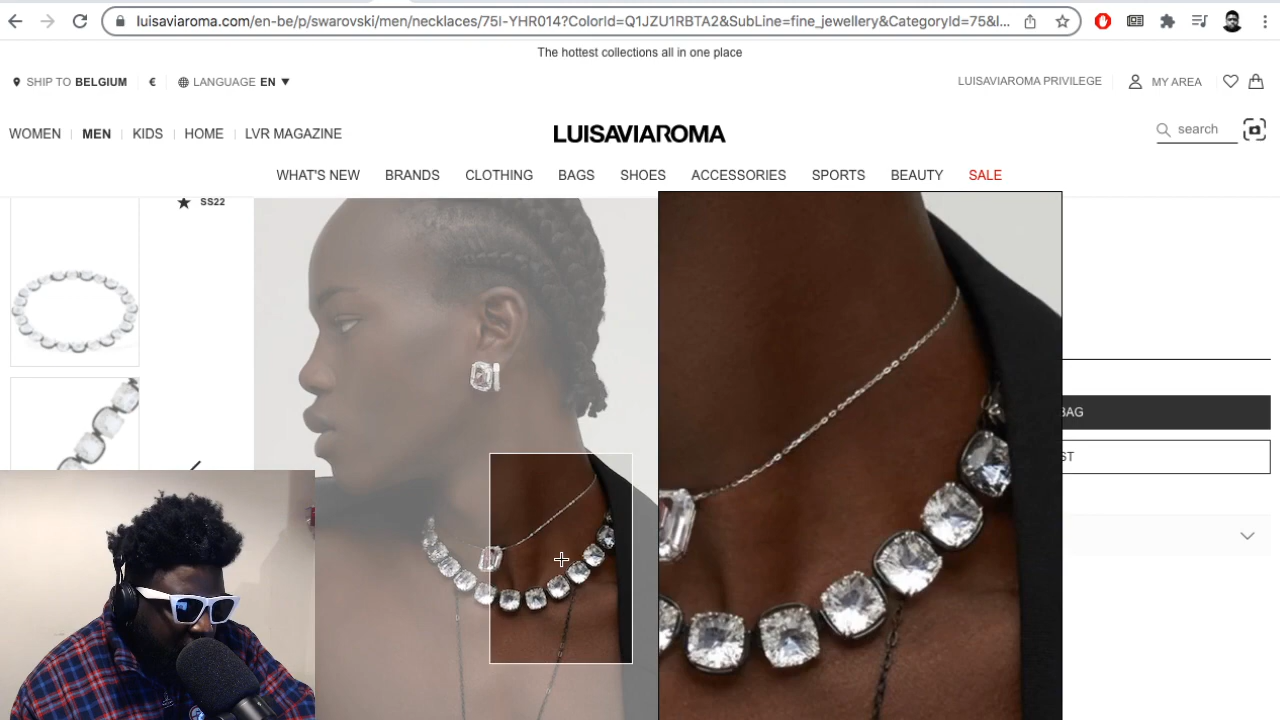 luisaviaroma.com/en-be/p/swarovski/men/necklaces/75I-YHR014?ColorId=Q1JZU1RBTA2&SubLine=fine_jewellery&CategoryId=75&l...
The hottest collections all in one place
SHIP TO BELGIUM € LANGUAGE EN LUISAVIAROMA PRIVILEGE MY AREA
WOMEN MEN KIDS HOME LVR MAGAZINE LUISAVIAROMA search
WHAT'S NEW BRANDS CLOTHING BAGS SHOES ACCESSORIES SPORTS BEAUTY SALE
SS22
BAG
ST